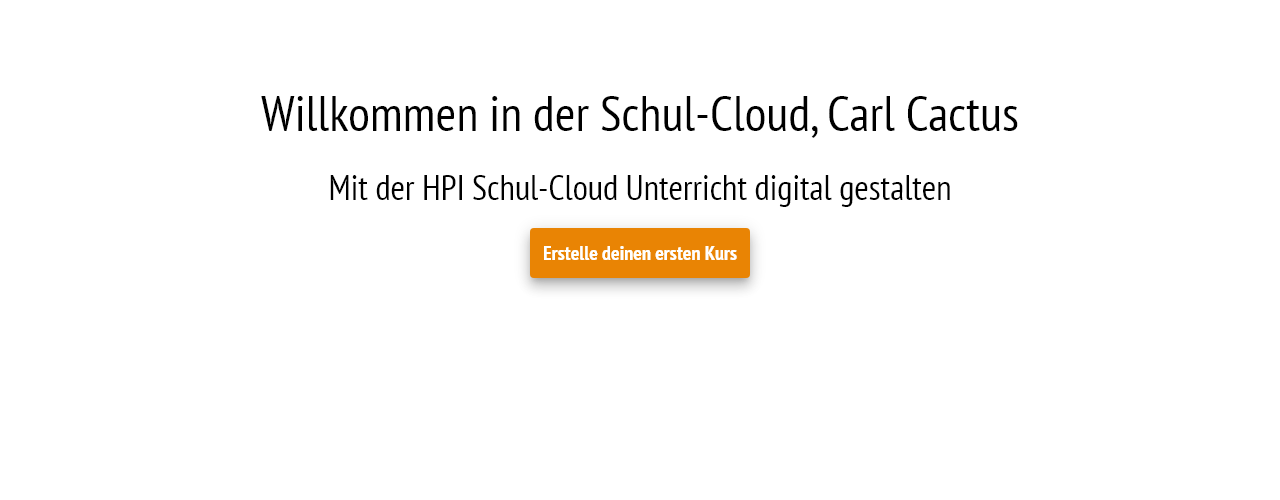 Willkommen in der Schul-Cloud, Carl Cactus
Mit der HPI Schul-Cloud Unterricht digital gestalten
Erstelle deinen ersten Kurs